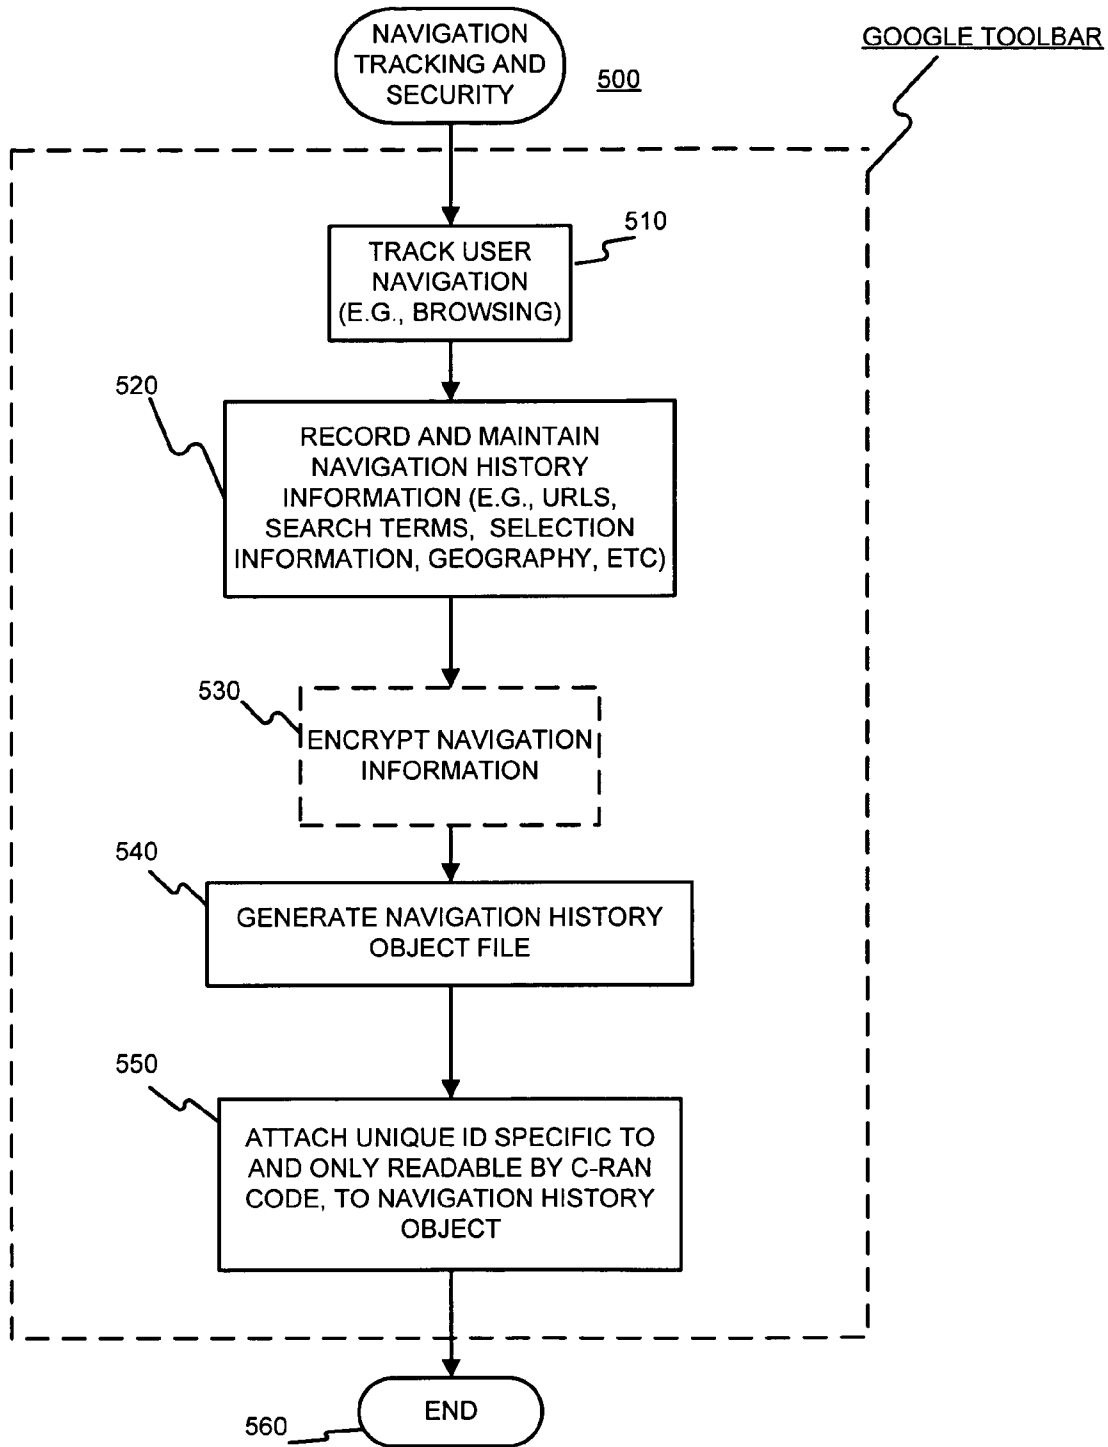 NAVIGATION
TRACKING AND
SECURITY
500
GOOGLE TOOLBAR
510
TRACK USER
NAVIGATION
(E.G., BROWSING)
520
RECORD AND MAINTAIN
NAVIGATION HISTORY
INFORMATION (E.G., URLS,
SEARCH TERMS, SELECTION
INFORMATION, GEOGRAPHY, ETC)
530
ENCRYPT NAVIGATION
INFORMATION
540
GENERATE NAVIGATION HISTORY
OBJECT FILE
550
ATTACH UNIQUE ID SPECIFIC TO
AND ONLY READABLE BY C-RAN
CODE, TO NAVIGATION HISTORY
OBJECT
END
560